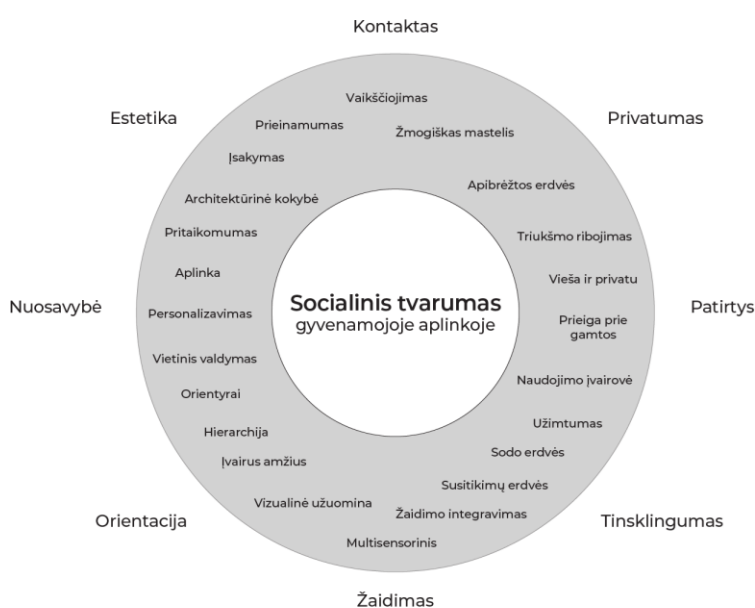 Kontaktas
Estetika
Privatumas
Nuosavybė
Patirtys
Orientacija
Tinsklingumas
Žaidimas
Vaikščiojimas
Prieinamumas
Žmogiškas mastelis
Įsakymas
Apibrėžtos erdvės
Architektūrinė kokybė
Pritaikomumas
Triukšmo ribojimas
Aplinka
Vieša ir privatu
Personalizavimas
Prieiga prie
gamtos
Vietinis valdymas
Naudojimo įvairovė
Orientyrai
Užimtumas
Hierarchija
Sodo erdvės
Įvairus amžius
Susitikimų erdvės
Vizualinė užuomina
Žaidimo integravimas
Multisensorinis
Socialinis tvarumas
gyvenamojoje aplinkoje